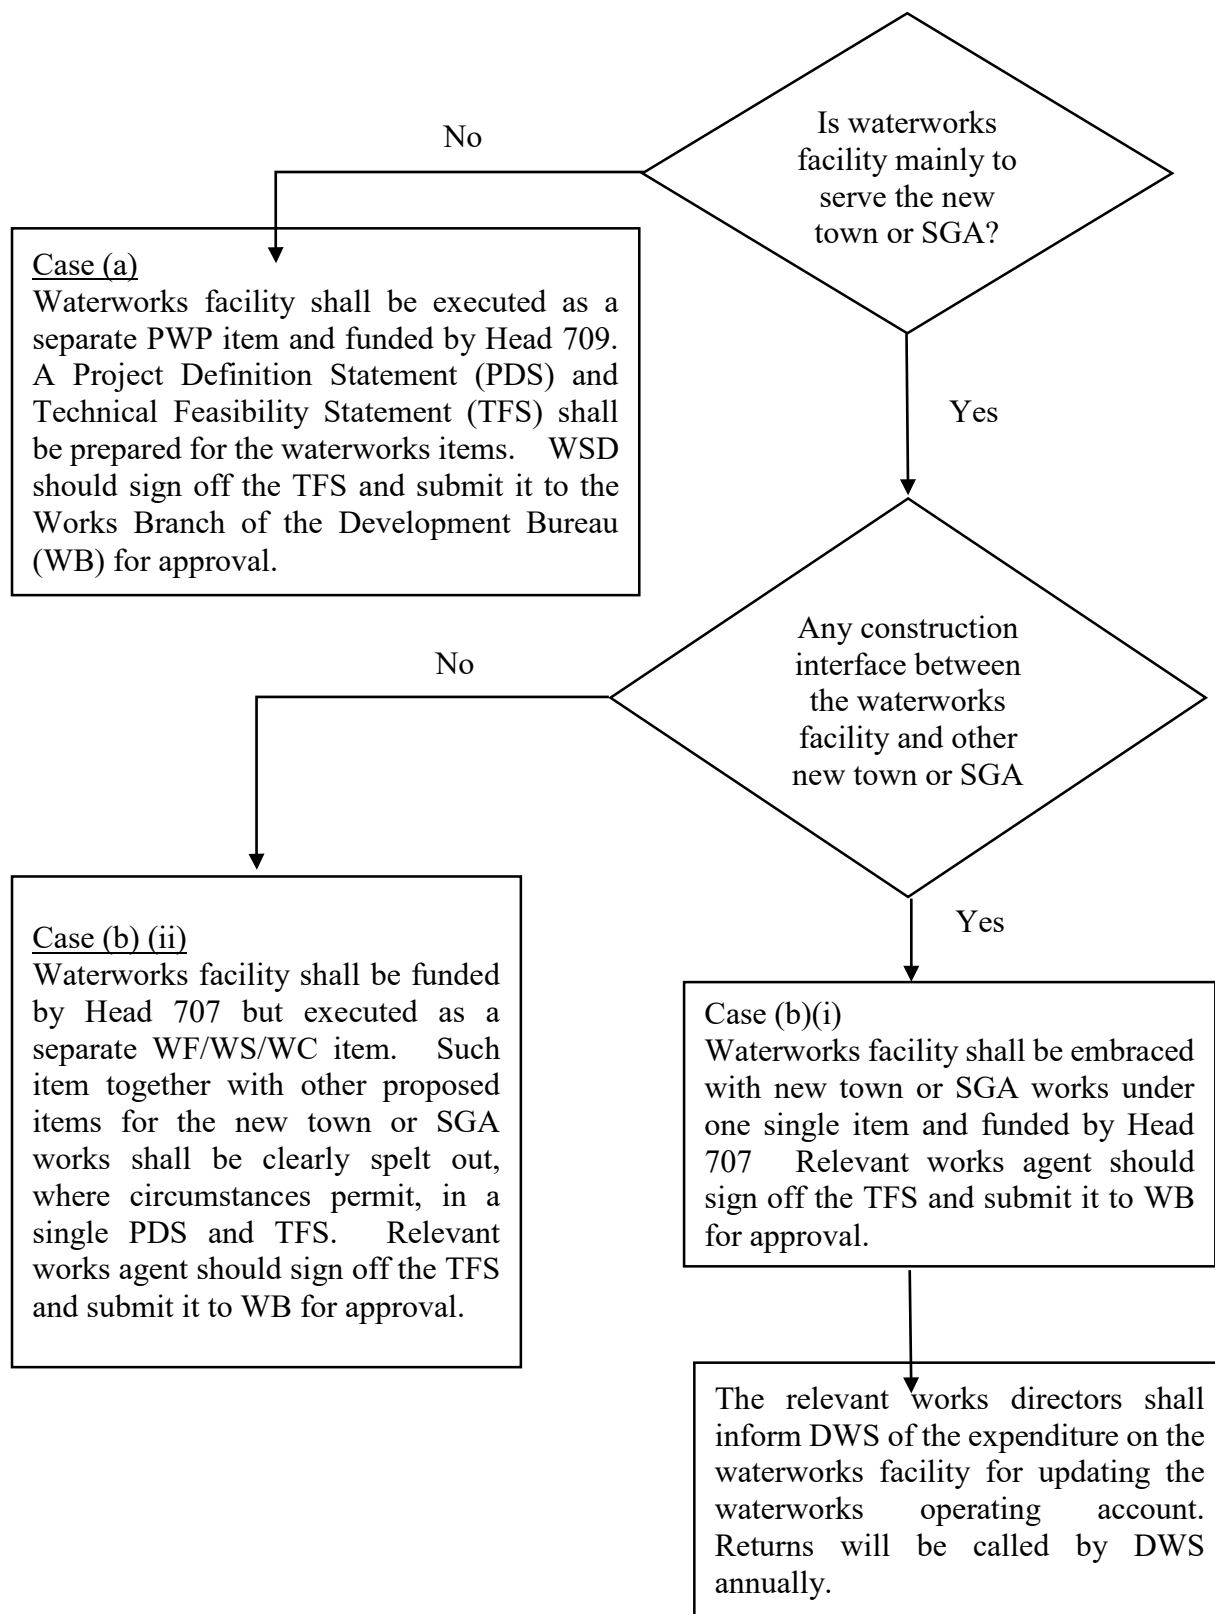 Is waterworks
facility mainly to
serve the new
town or SGA?
No
Case (a)
Waterworks facility shall be executed as a
separate PWP item and funded by Head 709.
A Project Definition Statement (PDS) and
Technical Feasibility Statement (TFS) shall
be prepared for the waterworks items. WSD
should sign off the TFS and submit it to the
Works Branch of the Development Bureau
(WB) for approval.
Yes
Any construction
interface between
the waterworks
facility and other
new town or SGA
No
Case (b) (ii)
Waterworks facility shall be funded
by Head 707 but executed as a
separate WF/WS/WC item. Such
item together with other proposed
items for the new town or SGA
works shall be clearly spelt out,
where circumstances permit, in a
single PDS and TFS. Relevant
works agent should sign off the TFS
and submit it to WB for approval.
Yes
Case (b)(i)
Waterworks facility shall be embraced
with new town or SGA works under
one single item and funded by Head
707 Relevant works agent should
sign off the TFS and submit it to WB
for approval.
The relevant works directors shall
inform DWS of the expenditure on the
waterworks facility for updating the
waterworks operating account.
Returns will be called by DWS
annually.